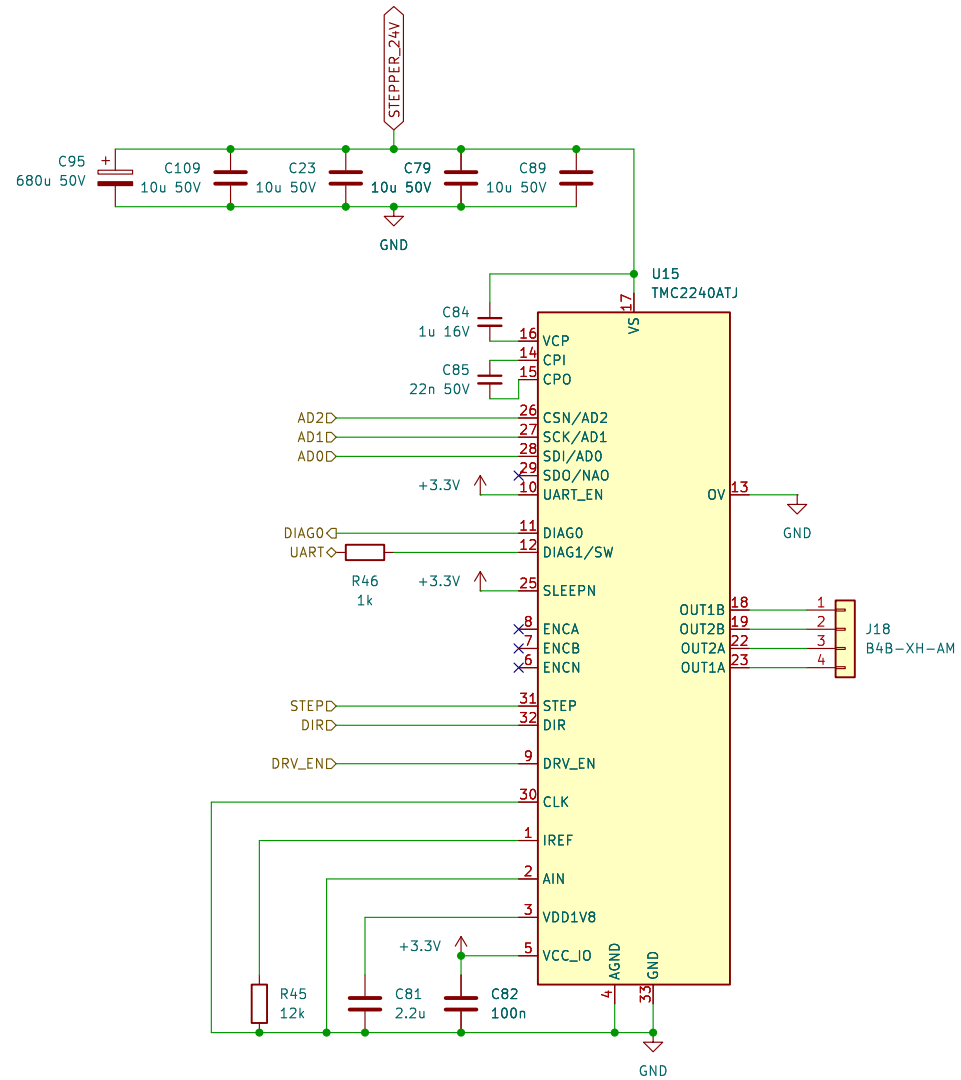 STEPPER_24V
C95
680u 50V
+
C109
10u 50V
C23
10u 50V
C79
10u 50V
C89
10u 50V
GND
U15
TMC2240ATJ
17
VS
C84
1u 16V
16 VCP
14 CPI
C85
22n 50V
15 CPO
AD2 26 CSN/AD2
AD1 27 SCK/AD1
AD0 28 SDI/AD0
29 SDO/NAO
+3.3V 10 UART_EN
OV 13
GND
DIAG0 11 DIAG0
UART 12 DIAG1/SW
R46
1k
+3.3V 25 SLEEPN
OUT1B 18 1
8 ENCA OUT2B 19 2 J18
7 ENCB OUT2A 22 3 B4B-XH-AM
6 ENCN OUT1A 23 4
STEP 31 STEP
DIR 32 DIR
DRV_EN 9 DRV_EN
30 CLK
1 IREF
2 AIN
3 VDD1V8
+3.3V 5 VCC_IO
AGND
GND
4
33
R45
12k
C81
2.2u
C82
100n
GND